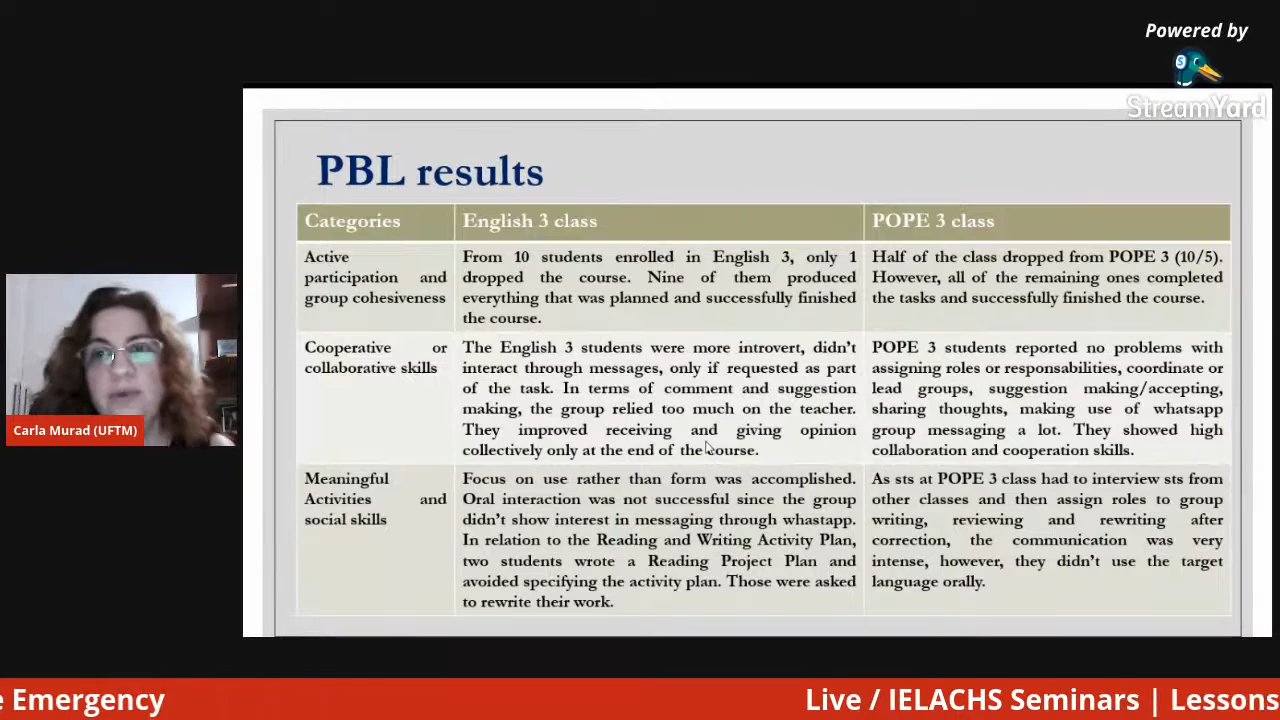 Powered by
StreamYard
PBL results
Categories
English 3 class
POPE 3 class
Active
participation and
group cohesiveness
From 10 students enrolled in English 3, only 1
dropped the course. Nine of them produced
everything that was planned and successfully finished
the course.
Half of the class dropped from POPE 3 (10/5).
However, all of the remaining ones completed
the tasks and successfully finished the course.
Cooperative or
collaborative skills
The English 3 students were more introvert, didn't
interact through messages, only if requested as part
of the task. In terms of comment and suggestion
making, the group relied too much on the teacher.
They improved receiving and giving opinion
collectively only at the end of the course.
POPE 3 students reported no problems with
assigning roles or responsabilities, coordinate or
lead groups, suggestion making/accepting,
sharing thoughts, making use of whatsapp
group messaging a lot. They showed high
collaboration and cooperation skills.
Meaningful
Activities and
social skills
Focus on use rather than form was accomplished.
Oral interaction was not successful since the group
didn't show interest in messaging through whastapp.
In relation to the Reading and Writing Activity Plan,
two students wrote a Reading Project Plan and
avoided specifying the activity plan. Those were asked
to rewrite their work.
As sts at POPE 3 class had to interview sts from
other classes and then assign roles to group
writing, reviewing and rewriting after
correction, the communication was very
intense, however, they didn't use the target
language orally.
Carla Murad (UFTM)
e Emergency
Live / IELACHS Seminars | Lessons